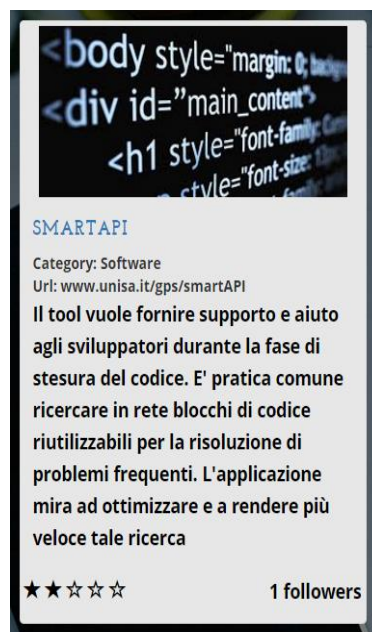 <body style="margin: 0;
<div id=”main_content">
<h1 style="font-family:
style="font-size:
SMARTAPI
Category: Software
Url: www.unisa.it/gps/smartAPI
Il tool vuole fornire supporto e aiuto
agli sviluppatori durante la fase di
stesura del codice. E' pratica comune
ricercare in rete blocchi di codice
riutilizzabili per la risoluzione di
problemi frequenti. L'applicazione
mira ad ottimizzare e a rendere più
veloce tale ricerca
★★☆☆☆ 1 followers